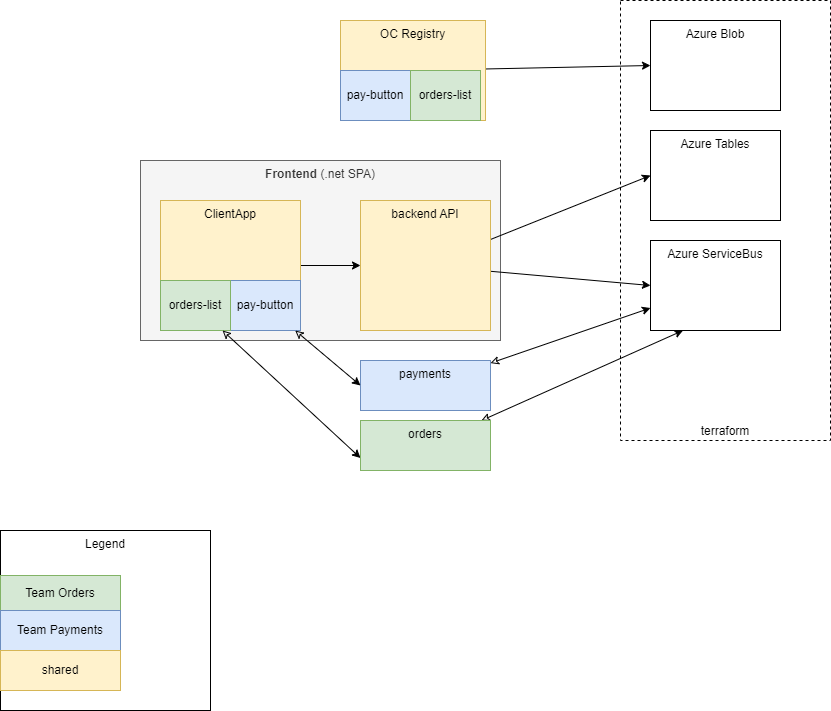 OC Registry
pay-button
orders-list
Azure Blob
Azure Tables
Frontend (.net SPA)
ClientApp
backend API
orders-list
pay-button
Azure ServiceBus
payments
orders
terraform
Legend
Team Orders
Team Payments
shared